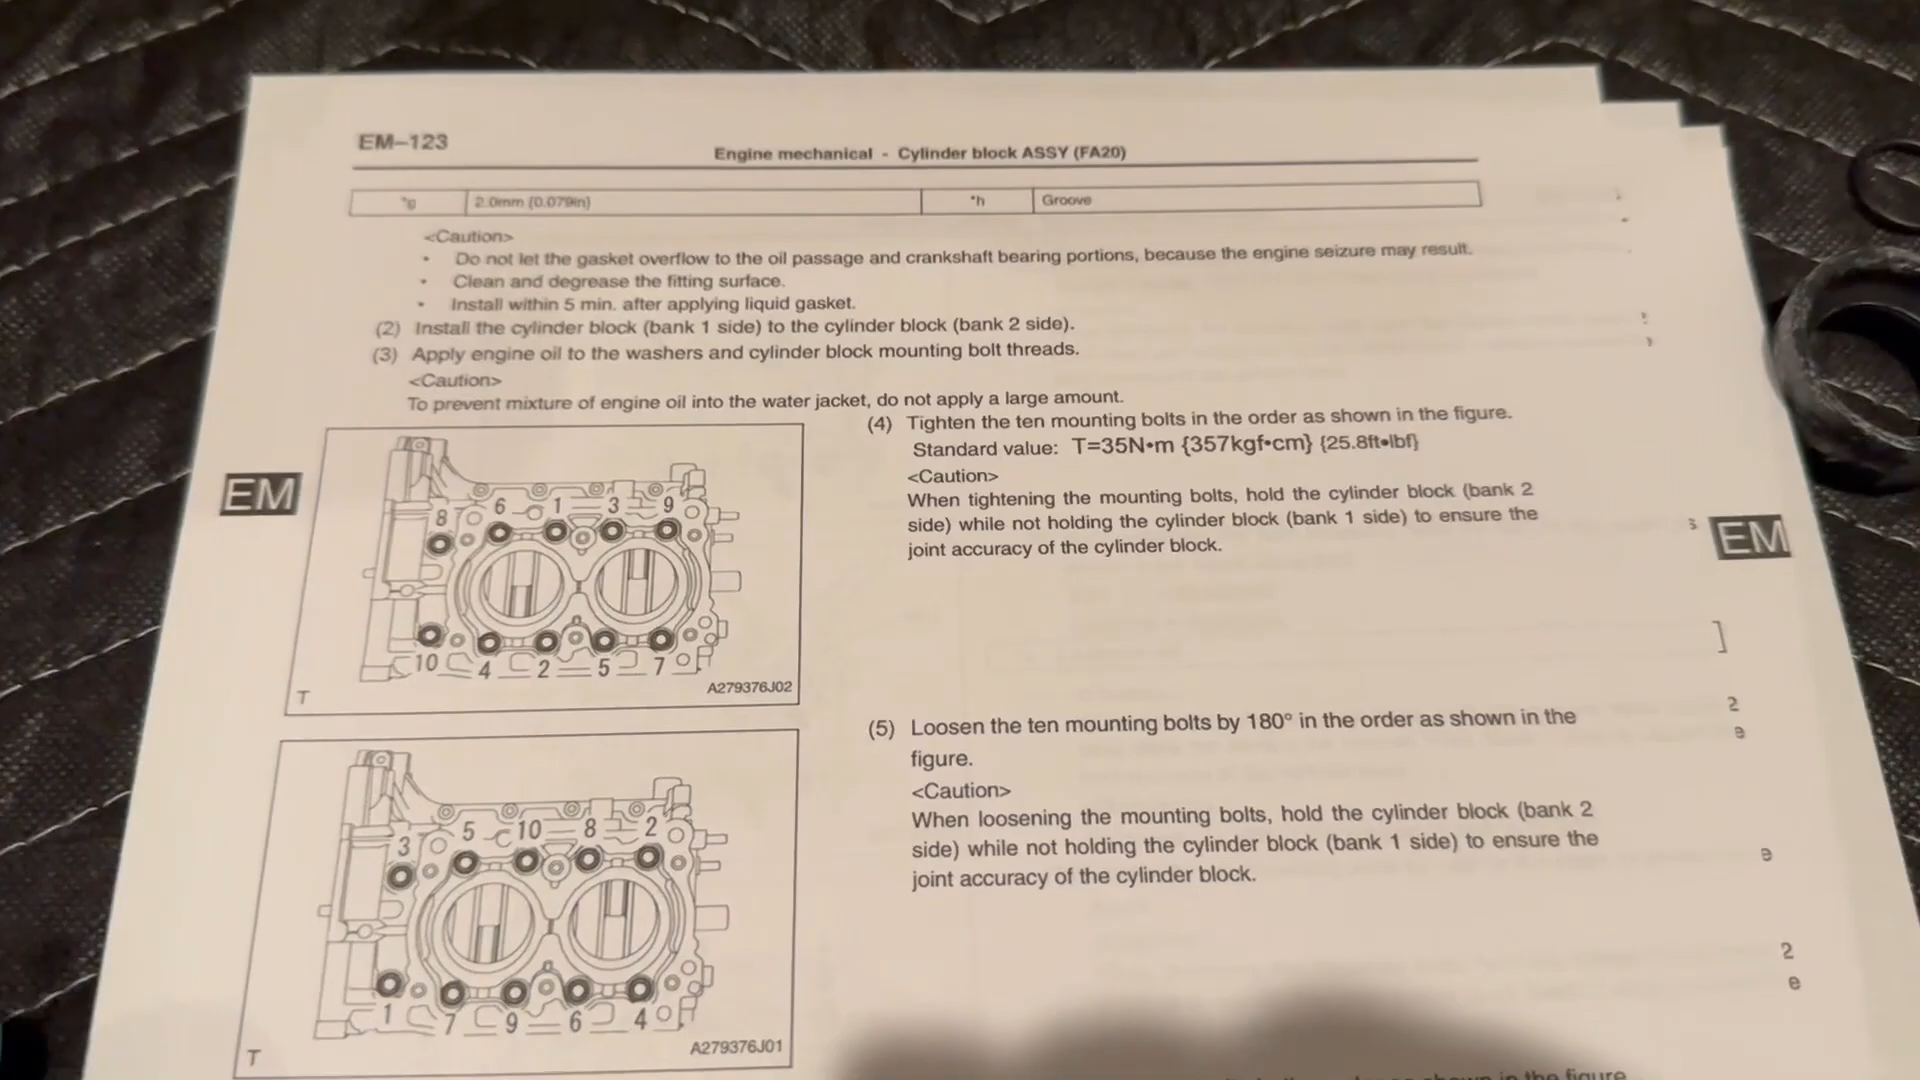 EM–123
Engine mechanical - Cylinder block ASSY (FA20)
*g 2.0mm {0.079in} *h Groove
<Caution>
• Do not let the gasket overflow to the oil passage and crankshaft bearing portions, because the engine seizure may result.
• Clean and degrease the fitting surface.
• Install within 5 min. after applying liquid gasket.
(2) Install the cylinder block (bank 1 side) to the cylinder block (bank 2 side).
(3) Apply engine oil to the washers and cylinder block mounting bolt threads.
<Caution>
To prevent mixture of engine oil into the water jacket, do not apply a large amount.
(4) Tighten the ten mounting bolts in the order as shown in the figure.
Standard value: T=35N•m {357kgf•cm} {25.8ft•lbf}
<Caution>
When tightening the mounting bolts, hold the cylinder block (bank 2
side) while not holding the cylinder block (bank 1 side) to ensure the
joint accuracy of the cylinder block.
EM
8 6 1 3 9
10 4 2 5 7
T
A279376J02
EM
]
(5) Loosen the ten mounting bolts by 180° in the order as shown in the
figure.
<Caution>
When loosening the mounting bolts, hold the cylinder block (bank 2
side) while not holding the cylinder block (bank 1 side) to ensure the
joint accuracy of the cylinder block.
2
e
e
2
e
3 5 10 8 2
1 7 9 6 4
T
A279376J01
in the figure